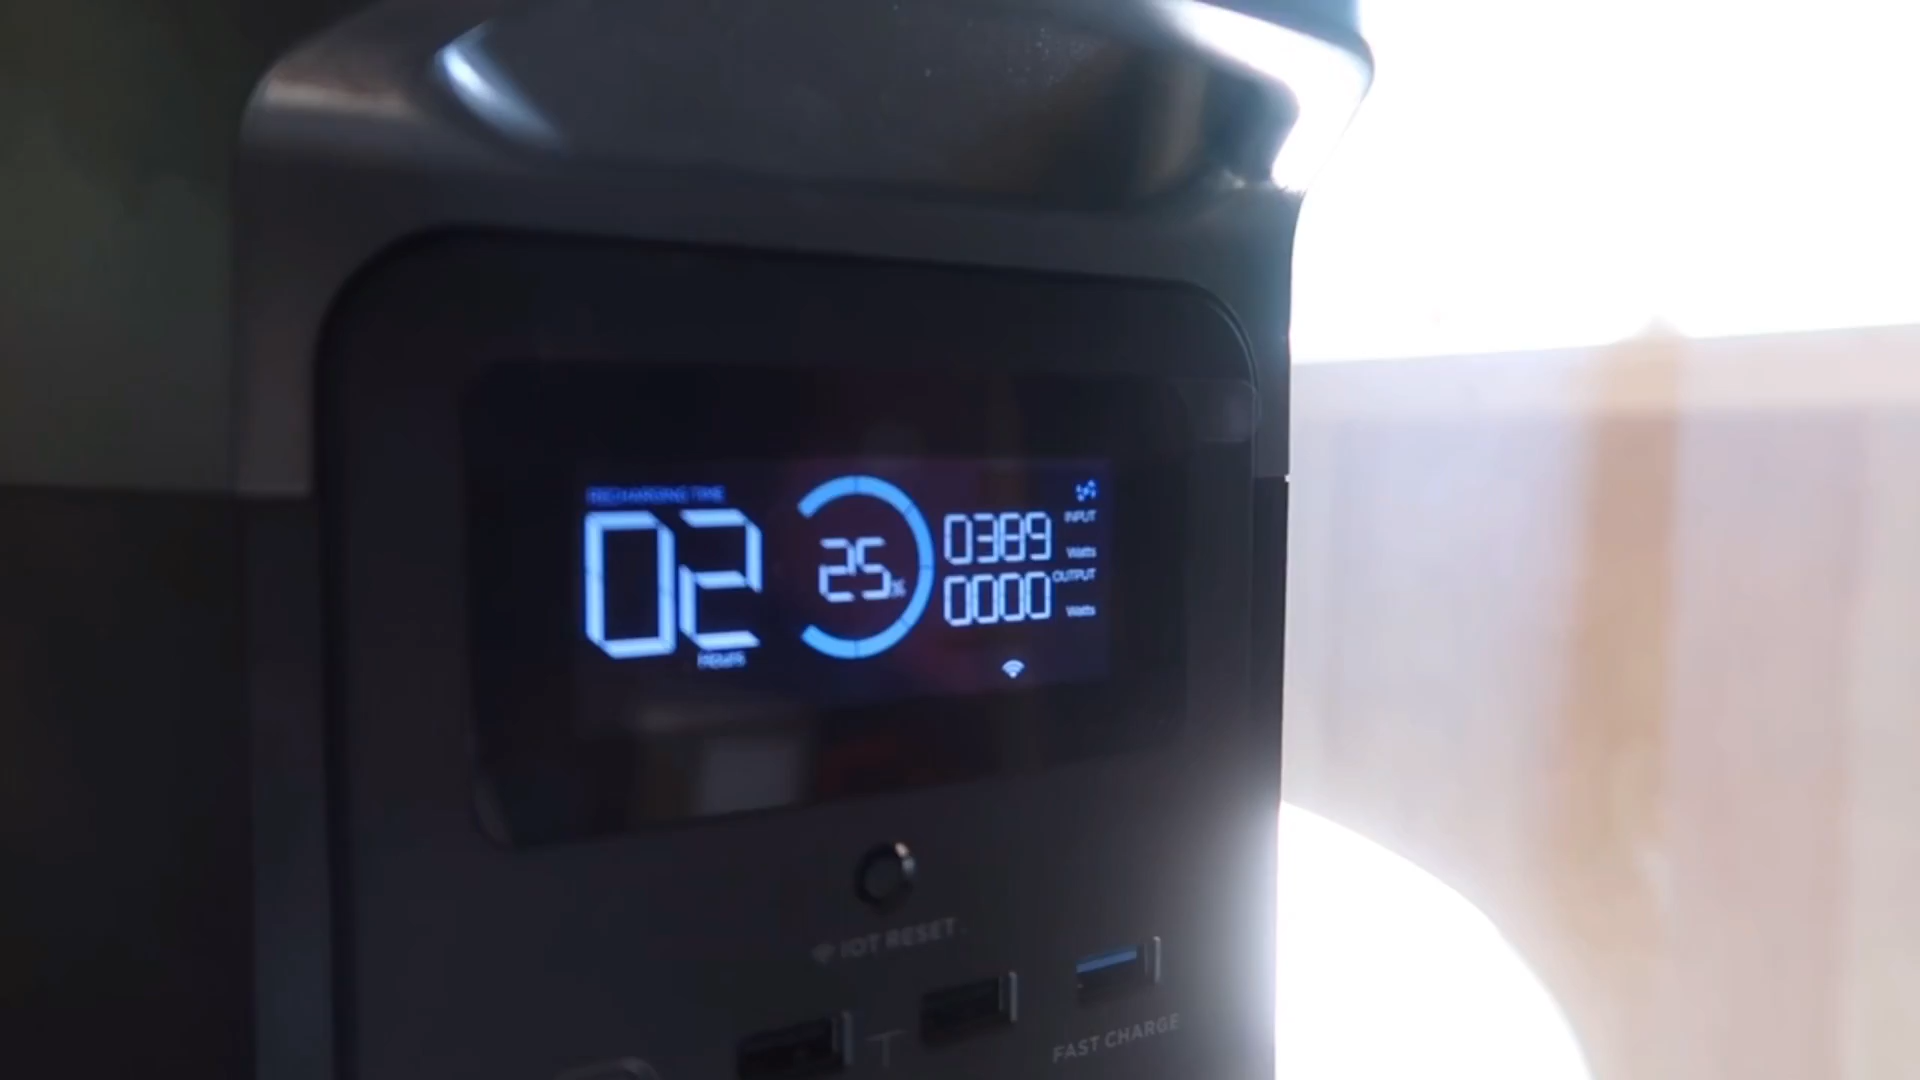 RECHARGING TIME
02
HOURS
25%
0389
INPUT
Watts
0000
OUTPUT
Watts
IOT RESET
FAST CHARGE